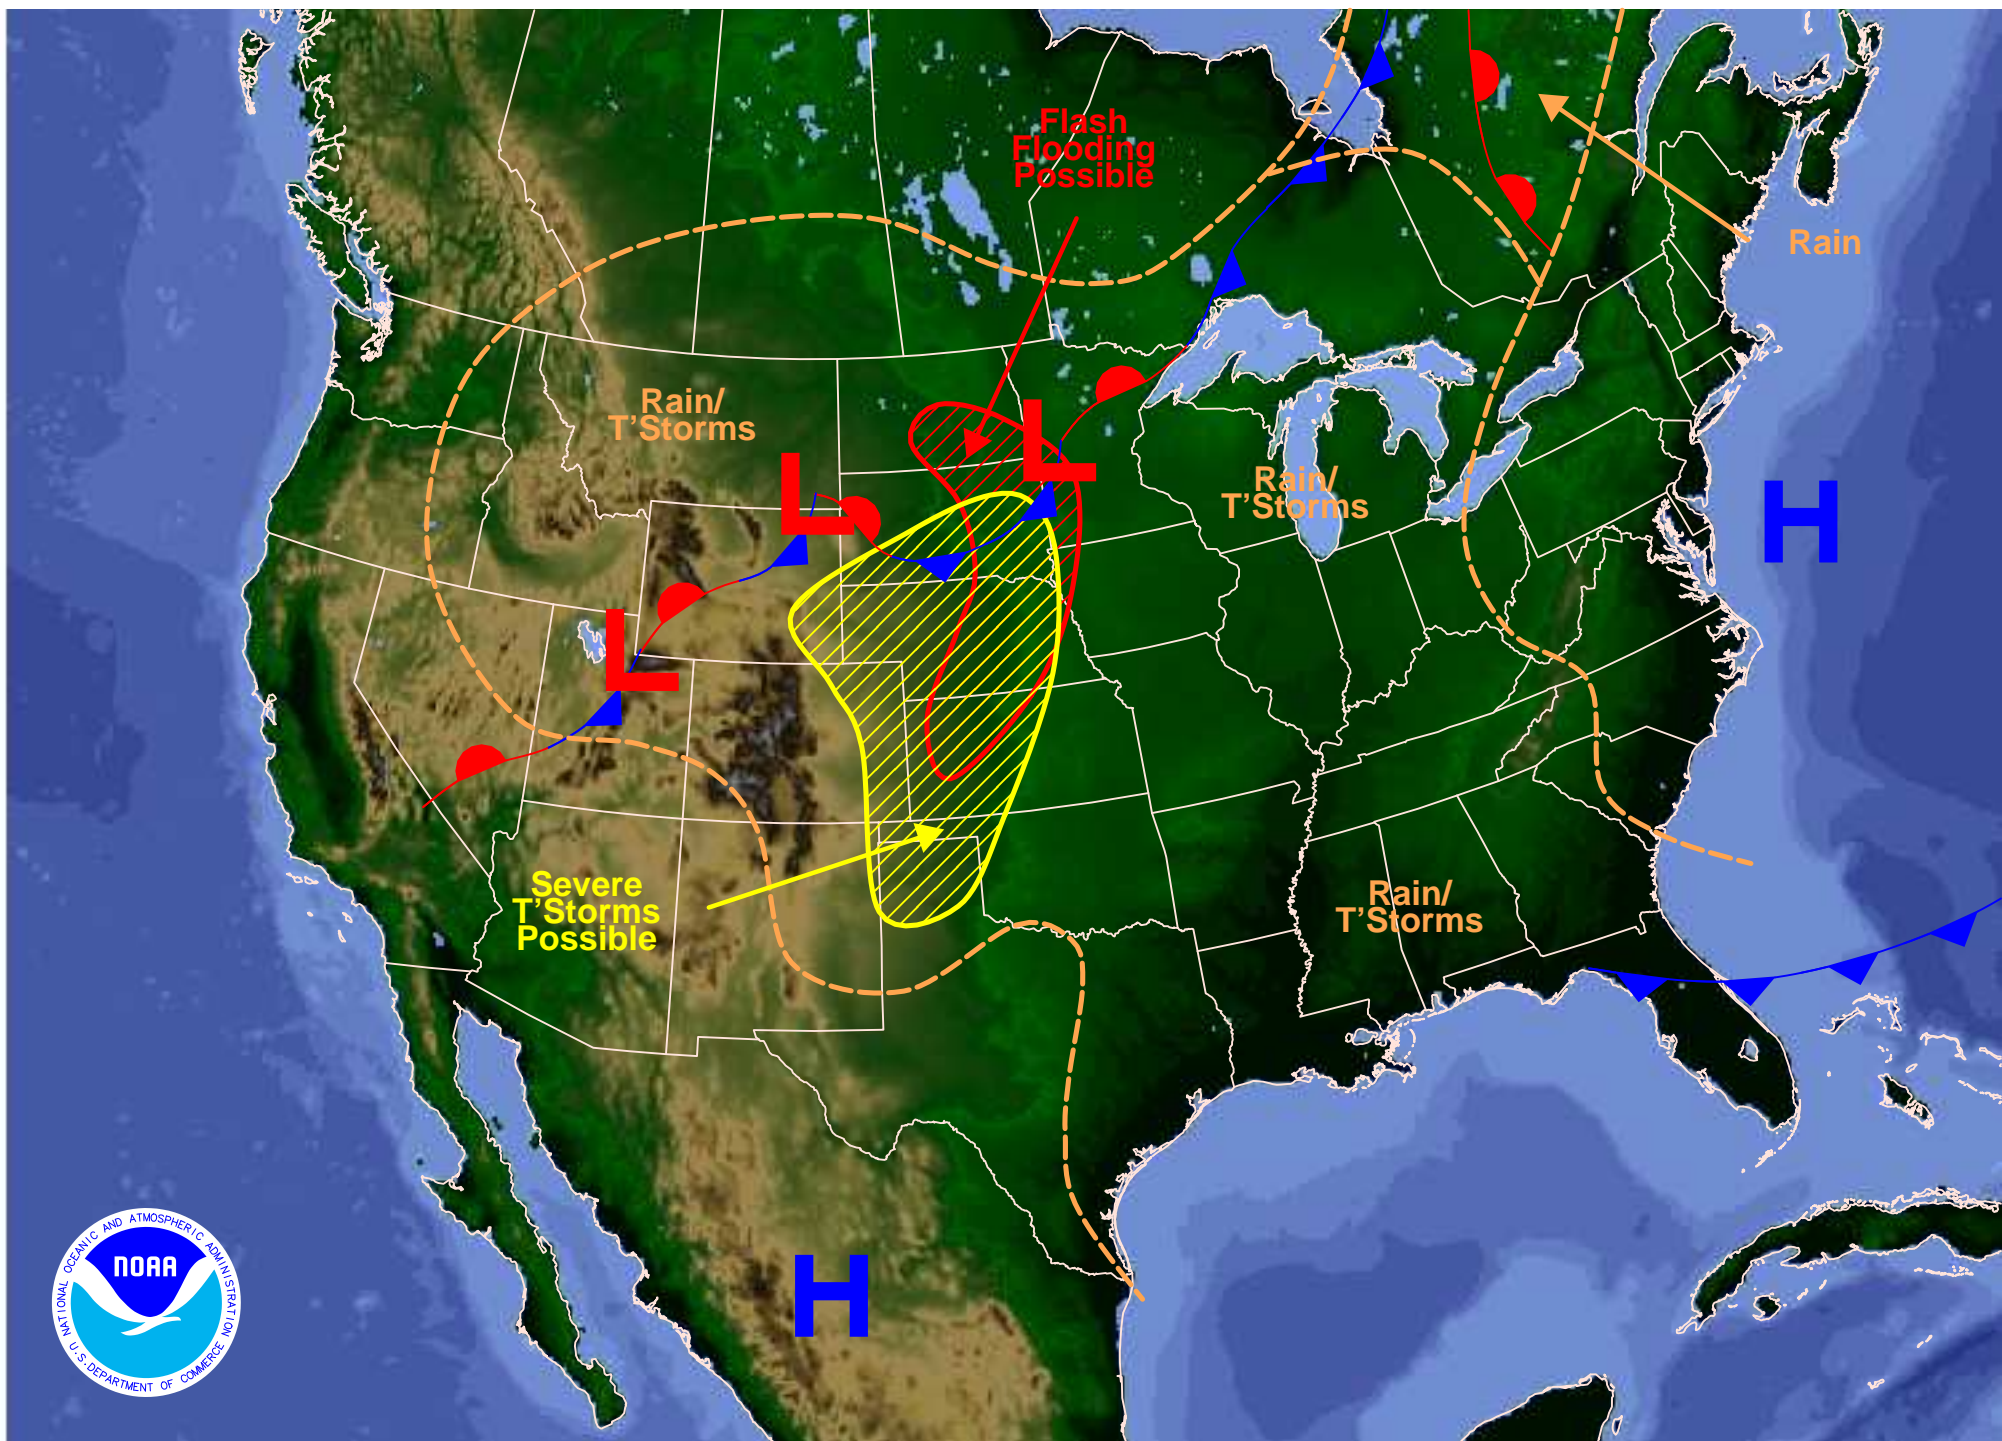 Flash
Flooding
Possible
Rain
Rain/
T’Storms
L
L
Rain/
T’Storms
H
L
Severe
T’Storms
Possible
Rain/
T’Storms
H
NATIONAL OCEANIC AND ATMOSPHERIC ADMINISTRATION
NOAA
U.S. DEPARTMENT OF COMMERCE